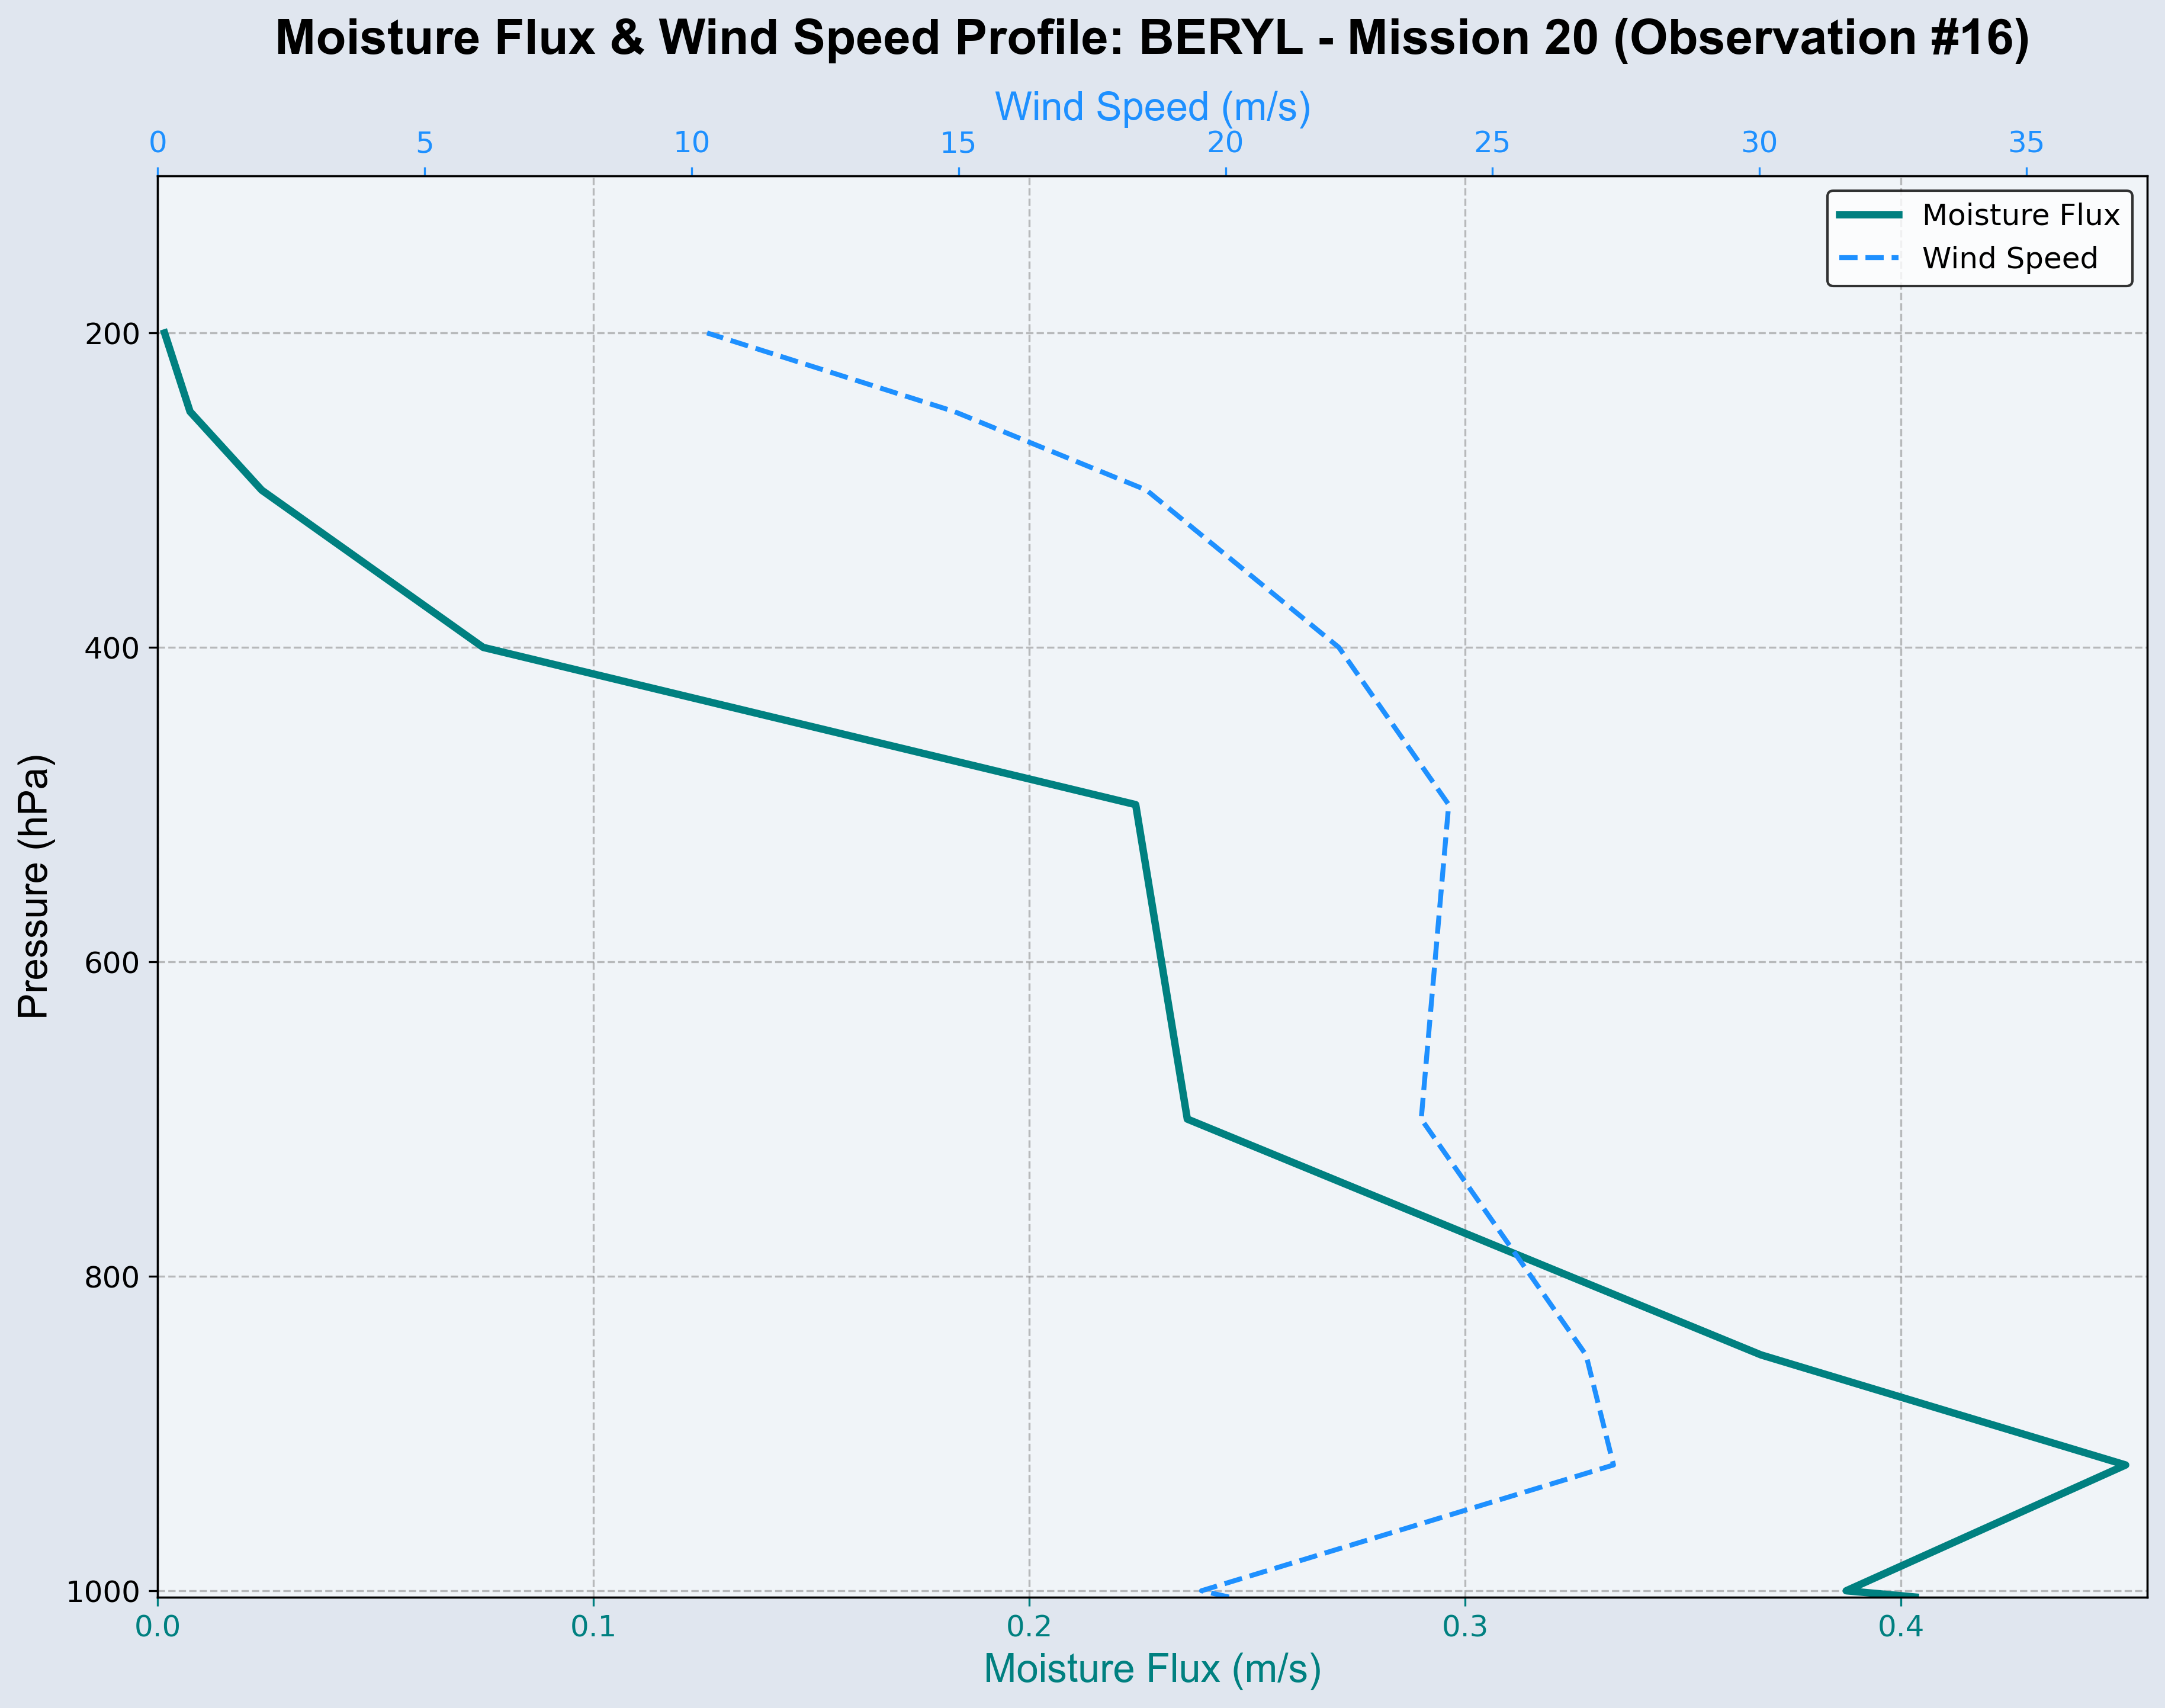 Moisture Flux & Wind Speed Profile: BERYL - Mission 20 (Observation #16)
Wind Speed (m/s)
0 5 10 15 20 25 30 35
Moisture Flux
Wind Speed
200
400
600
800
1000
Pressure (hPa)
0.0 0.1 0.2 0.3 0.4
Moisture Flux (m/s)